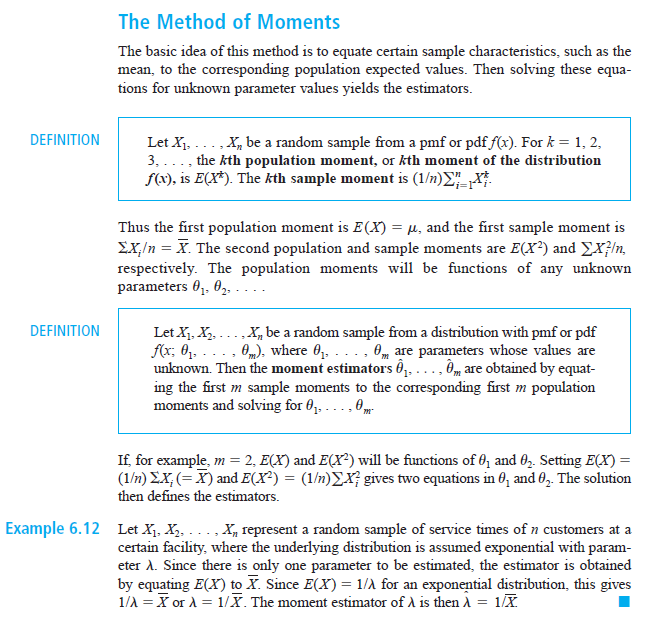 The Method of Moments
The basic idea of this method is to equate certain sample characteristics, such as the
mean, to the corresponding population expected values. Then solving these equa-
tions for unknown parameter values yields the estimators.
DEFINITION
Let X₁, . . . , Xₙ be a random sample from a pmf or pdf f(x). For k = 1, 2,
3, . . . , the kth population moment, or kth moment of the distribution
f(x), is E(Xᵏ). The kth sample moment is (1/n)Σⁿᵢ₌₁Xᵢᵏ.
Thus the first population moment is E(X) = μ, and the first sample moment is
ΣXᵢ/n = X̅. The second population and sample moments are E(X²) and ΣXᵢ²/n,
respectively. The population moments will be functions of any unknown
parameters θ₁, θ₂, . . . .
DEFINITION
Let X₁, X₂, . . . , Xₙ be a random sample from a distribution with pmf or pdf
f(x; θ₁, . . . , θₘ), where θ₁, . . . , θₘ are parameters whose values are
unknown. Then the moment estimators θ̂₁, . . . , θ̂ₘ are obtained by equat-
ing the first m sample moments to the corresponding first m population
moments and solving for θ₁, . . . , θₘ.
If, for example, m = 2, E(X) and E(X²) will be functions of θ₁ and θ₂. Setting E(X) =
(1/n) ΣXᵢ (= X̅) and E(X²) = (1/n)ΣXᵢ² gives two equations in θ₁ and θ₂. The solution
then defines the estimators.
Example 6.12 Let X₁, X₂, . . . , Xₙ represent a random sample of service times of n customers at a
certain facility, where the underlying distribution is assumed exponential with param-
eter λ. Since there is only one parameter to be estimated, the estimator is obtained
by equating E(X) to X̅. Since E(X) = 1/λ for an exponential distribution, this gives
1/λ = X̅ or λ = 1/X̅. The moment estimator of λ is then λ̂ = 1/X̅.